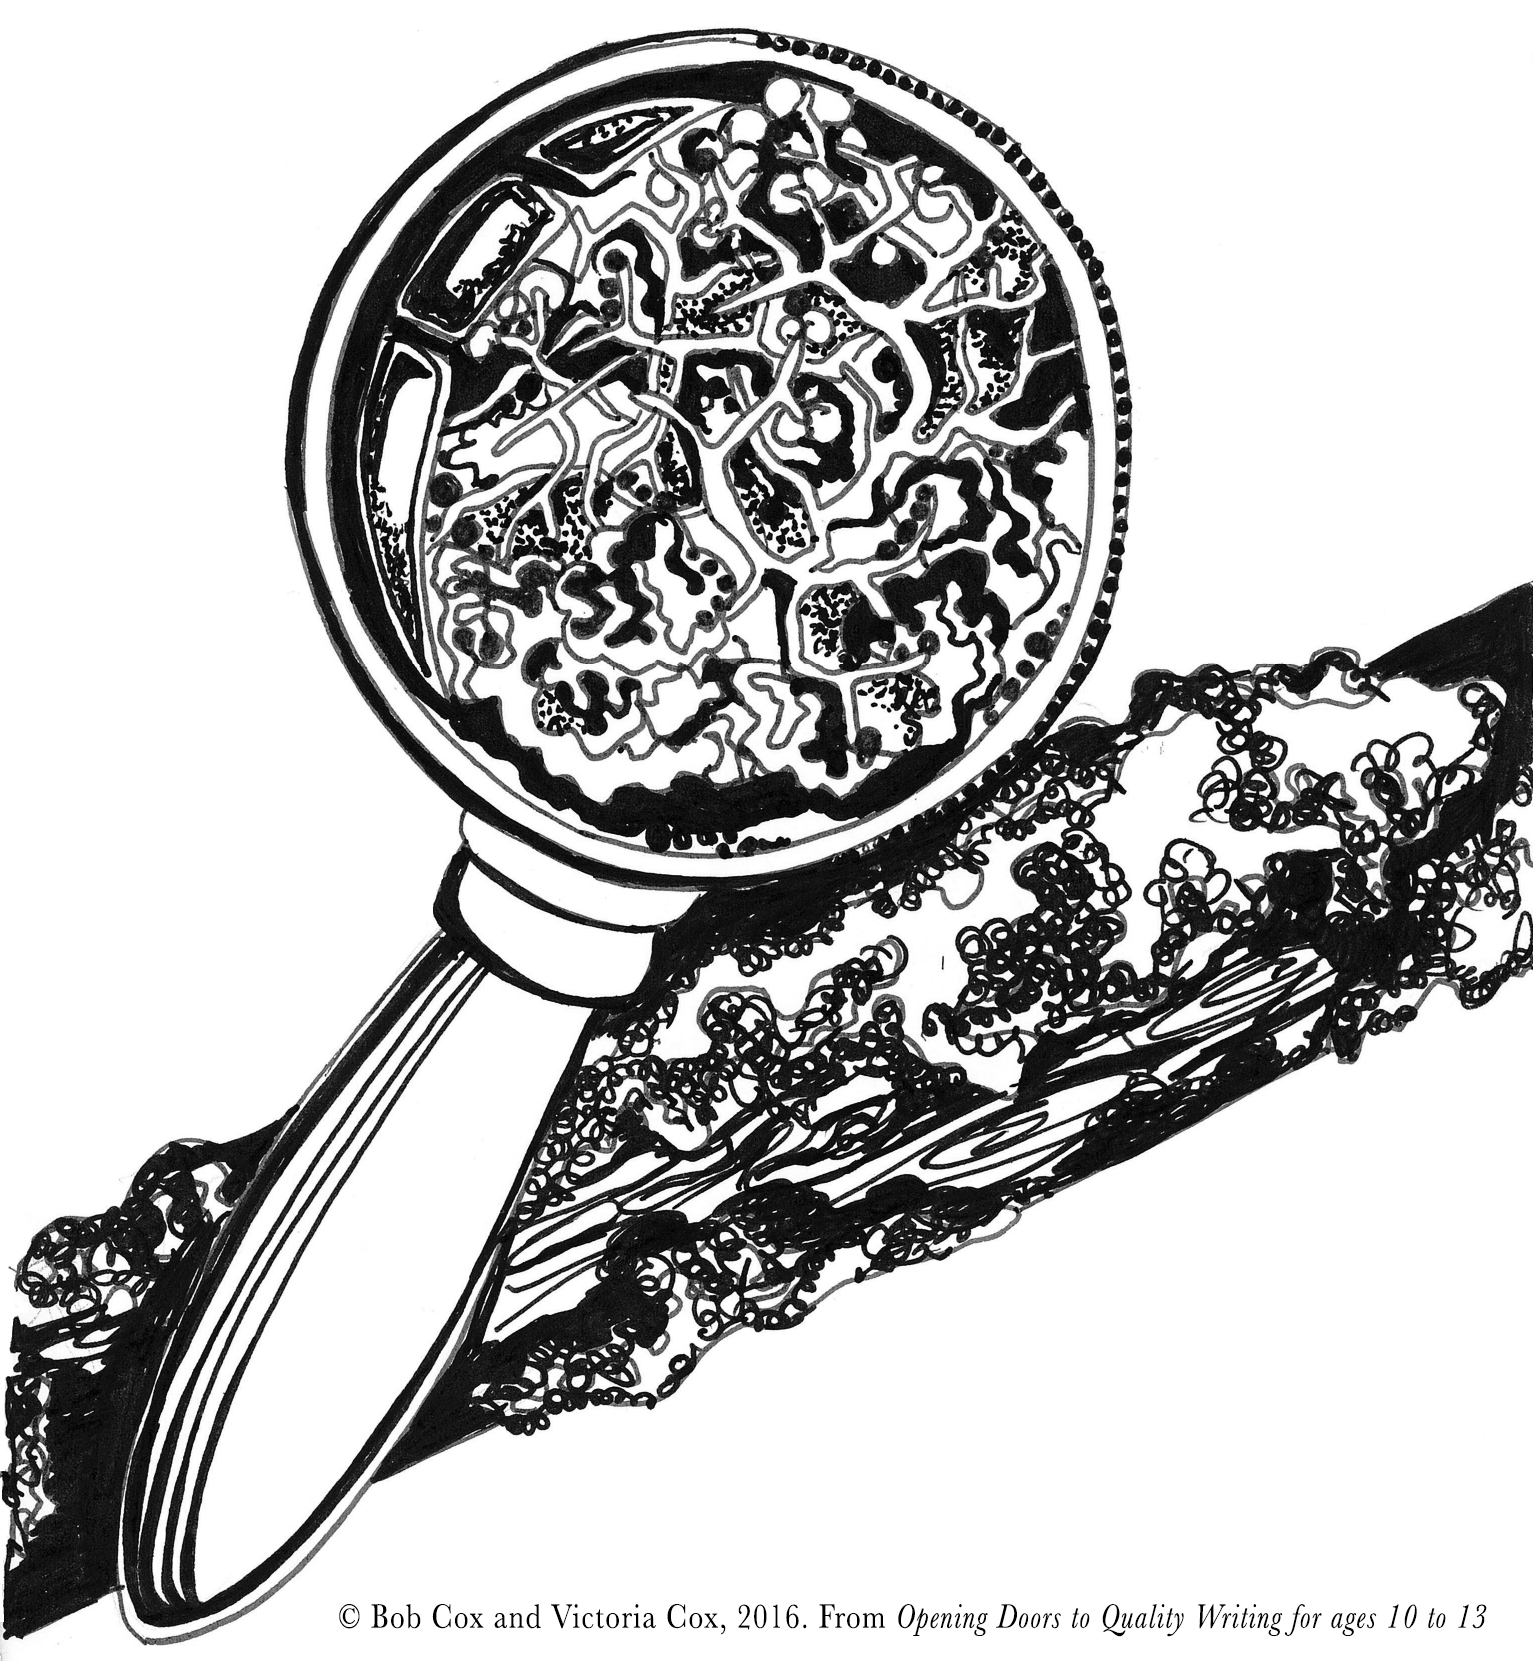 © Bob Cox and Victoria Cox, 2016. From Opening Doors to Quality Writing for ages 10 to 13